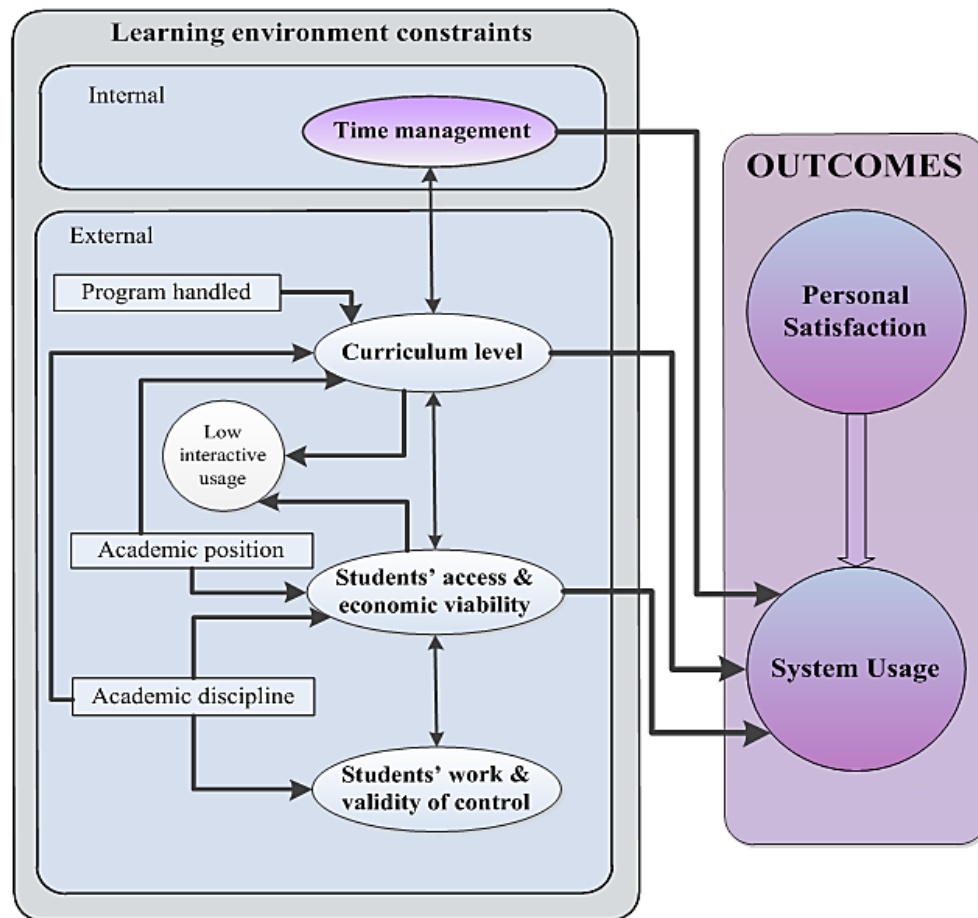 Learning environment constraints
Internal
Time management
External
Program handled
Curriculum level
Low
interactive
usage
Academic position
Students’ access &
economic viability
Academic discipline
Students’ work &
validity of control
OUTCOMES
Personal
Satisfaction
System Usage